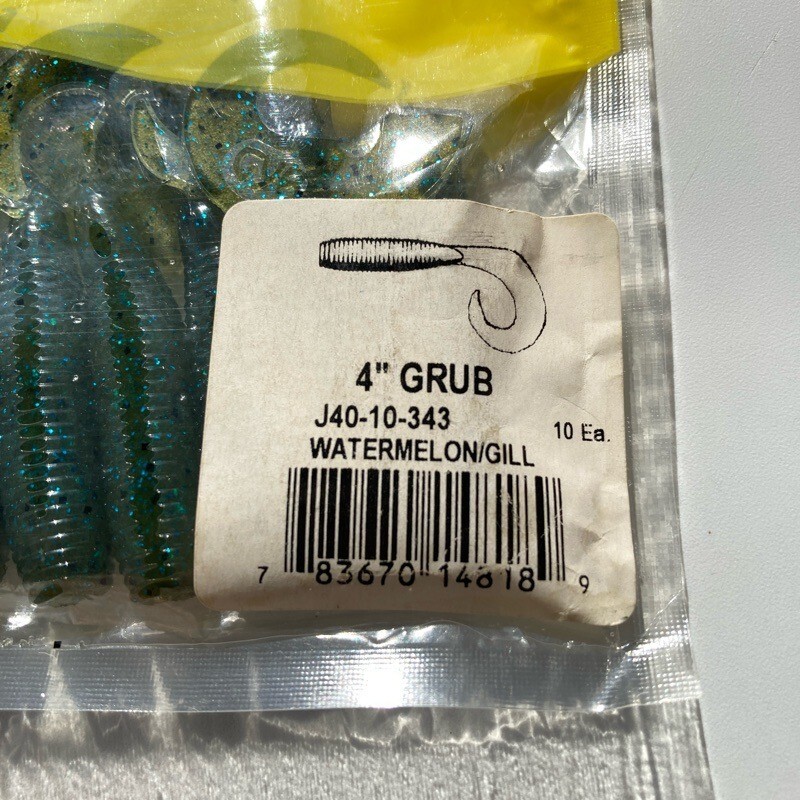 4" GRUB
J40-10-343
10 Ea.
WATERMELON/GILL
7 83670 14818 9